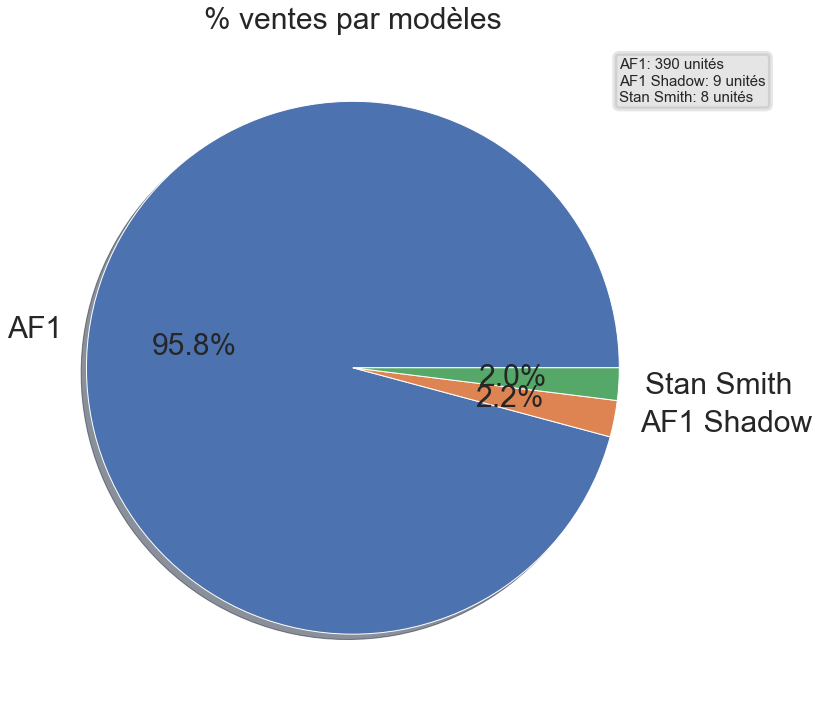 % ventes par modèles
AF1: 390 unités
AF1 Shadow: 9 unités
Stan Smith: 8 unités
AF1
95.8%
2.0%
Stan Smith
2.2%
AF1 Shadow